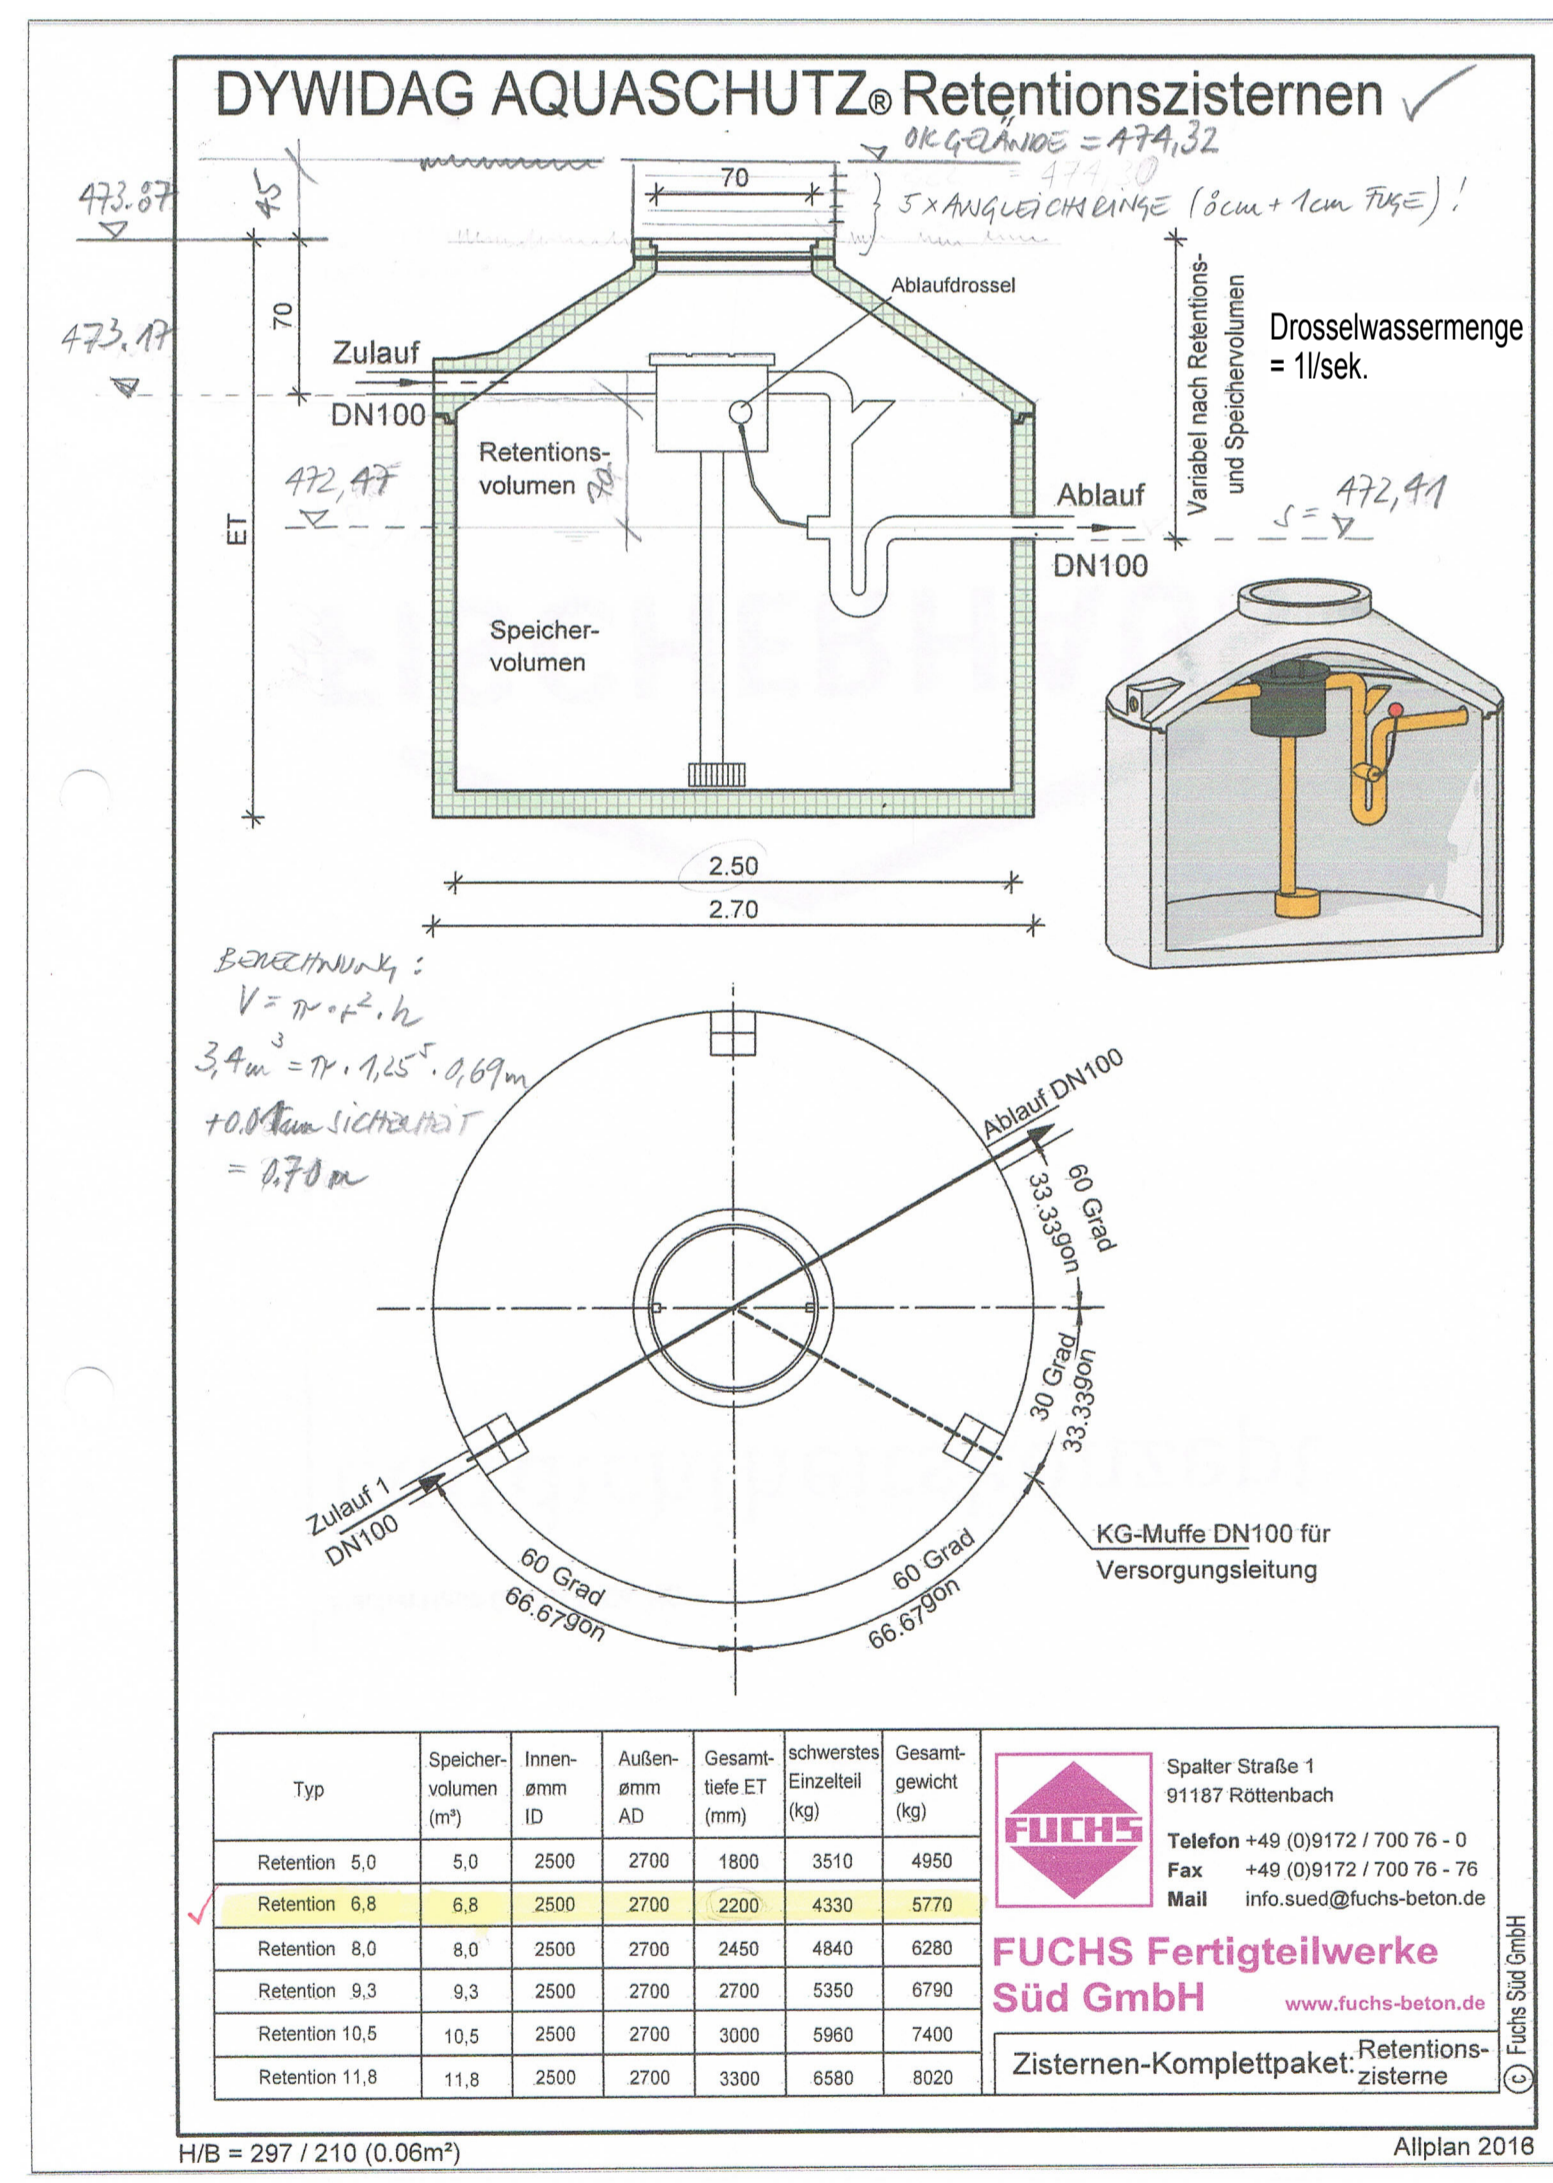 DYWIDAG AQUASCHUTZ® Retentionszisternen ✓
OK GELÄNDE = 474,32
= 474,30
5 x ANGLEICHSRINGE (8cm + 1cm FUGE) !
473.87
45
70
473.17
70
Zulauf
DN100
Ablaufdrossel
Variabel nach Retentions-
und Speichervolumen
Drosselwassermenge
= 1l/sek.
Retentions-
volumen
70
472,47
ET
Ablauf
DN100
s = 472,41
Speicher-
volumen
2.50
2.70
BERECHNUNG:
V = π · r² · h
3,4m³ = π · 1,25² · 0,69m
+0.01m SICHERHEIT
= 0.70m
Ablauf DN100
60 Grad
33.33gon
30 Grad
33.33gon
Zulauf 1
DN100
60 Grad
66.67gon
60 Grad
66.67gon
KG-Muffe DN100 für
Versorgungsleitung
Typ Speicher-volumen (m³) Innen-ømm ID Außen-ømm AD Gesamt-tiefe ET (mm) schwerstes Einzelteil (kg) Gesamt-gewicht (kg)
Retention 5,0 5,0 2500 2700 1800 3510 4950
Retention 6,8 6,8 2500 2700 2200 4330 5770
Retention 8,0 8,0 2500 2700 2450 4840 6280
Retention 9,3 9,3 2500 2700 2700 5350 6790
Retention 10,5 10,5 2500 2700 3000 5960 7400
Retention 11,8 11,8 2500 2700 3300 6580 8020
FUCHS
Spalter Straße 1
91187 Röttenbach
Telefon +49 (0)9172 / 700 76 - 0
Fax +49 (0)9172 / 700 76 - 76
Mail info.sued@fuchs-beton.de
FUCHS Fertigteilwerke
Süd GmbH
www.fuchs-beton.de
Zisternen-Komplettpaket: Retentions-
zisterne
© Fuchs Süd GmbH
H/B = 297 / 210 (0.06m²)
Allplan 2016